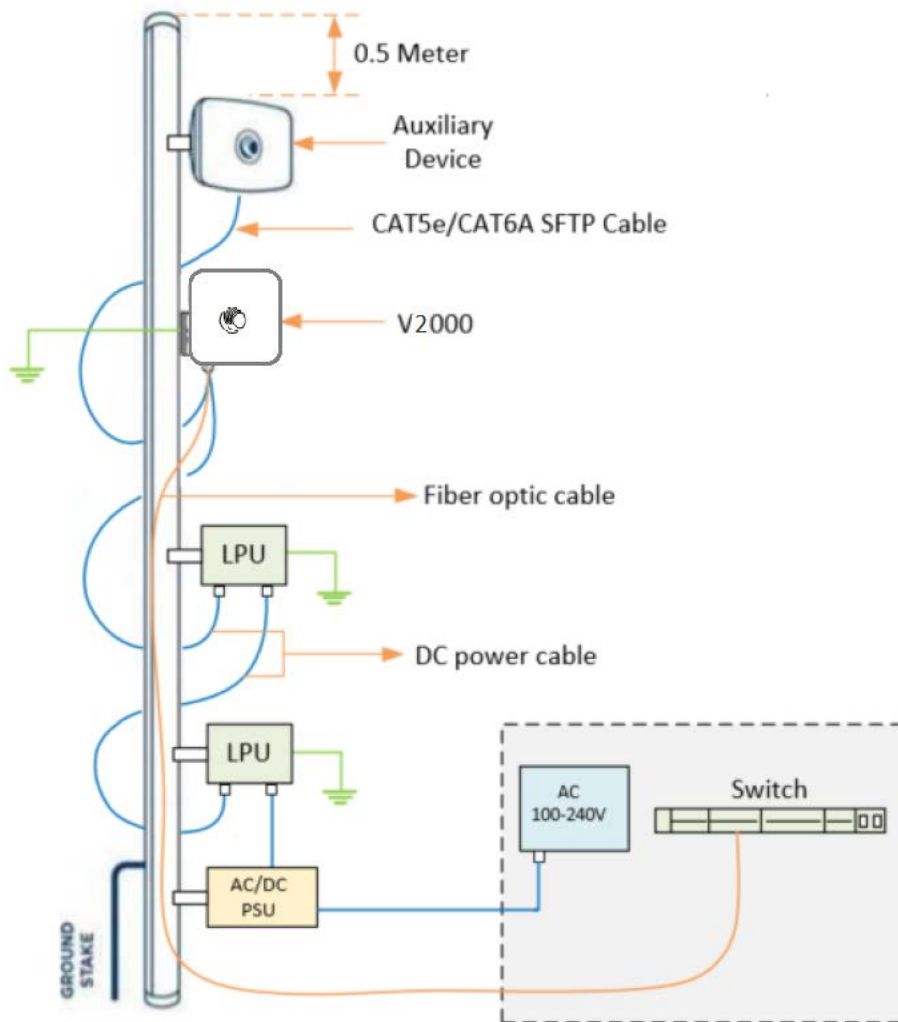 0.5 Meter
Auxiliary
Device
CAT5e/CAT6A SFTP Cable
V2000
Fiber optic cable
LPU
DC power cable
LPU
AC
100-240V
Switch
AC/DC
PSU
GROUND
STAKE